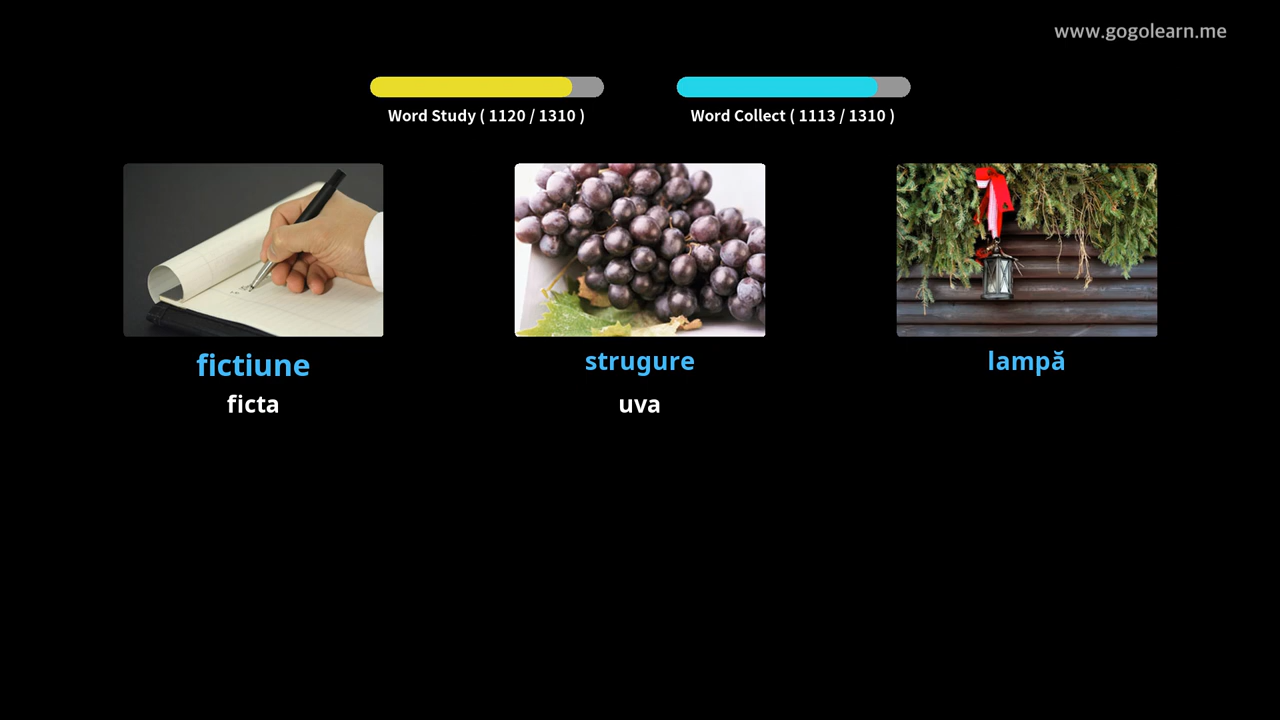 www.gogolearn.me
Word Study ( 1120 / 1310 )
Word Collect ( 1113 / 1310 )
fictiune
strugure
lampă
ficta
uva